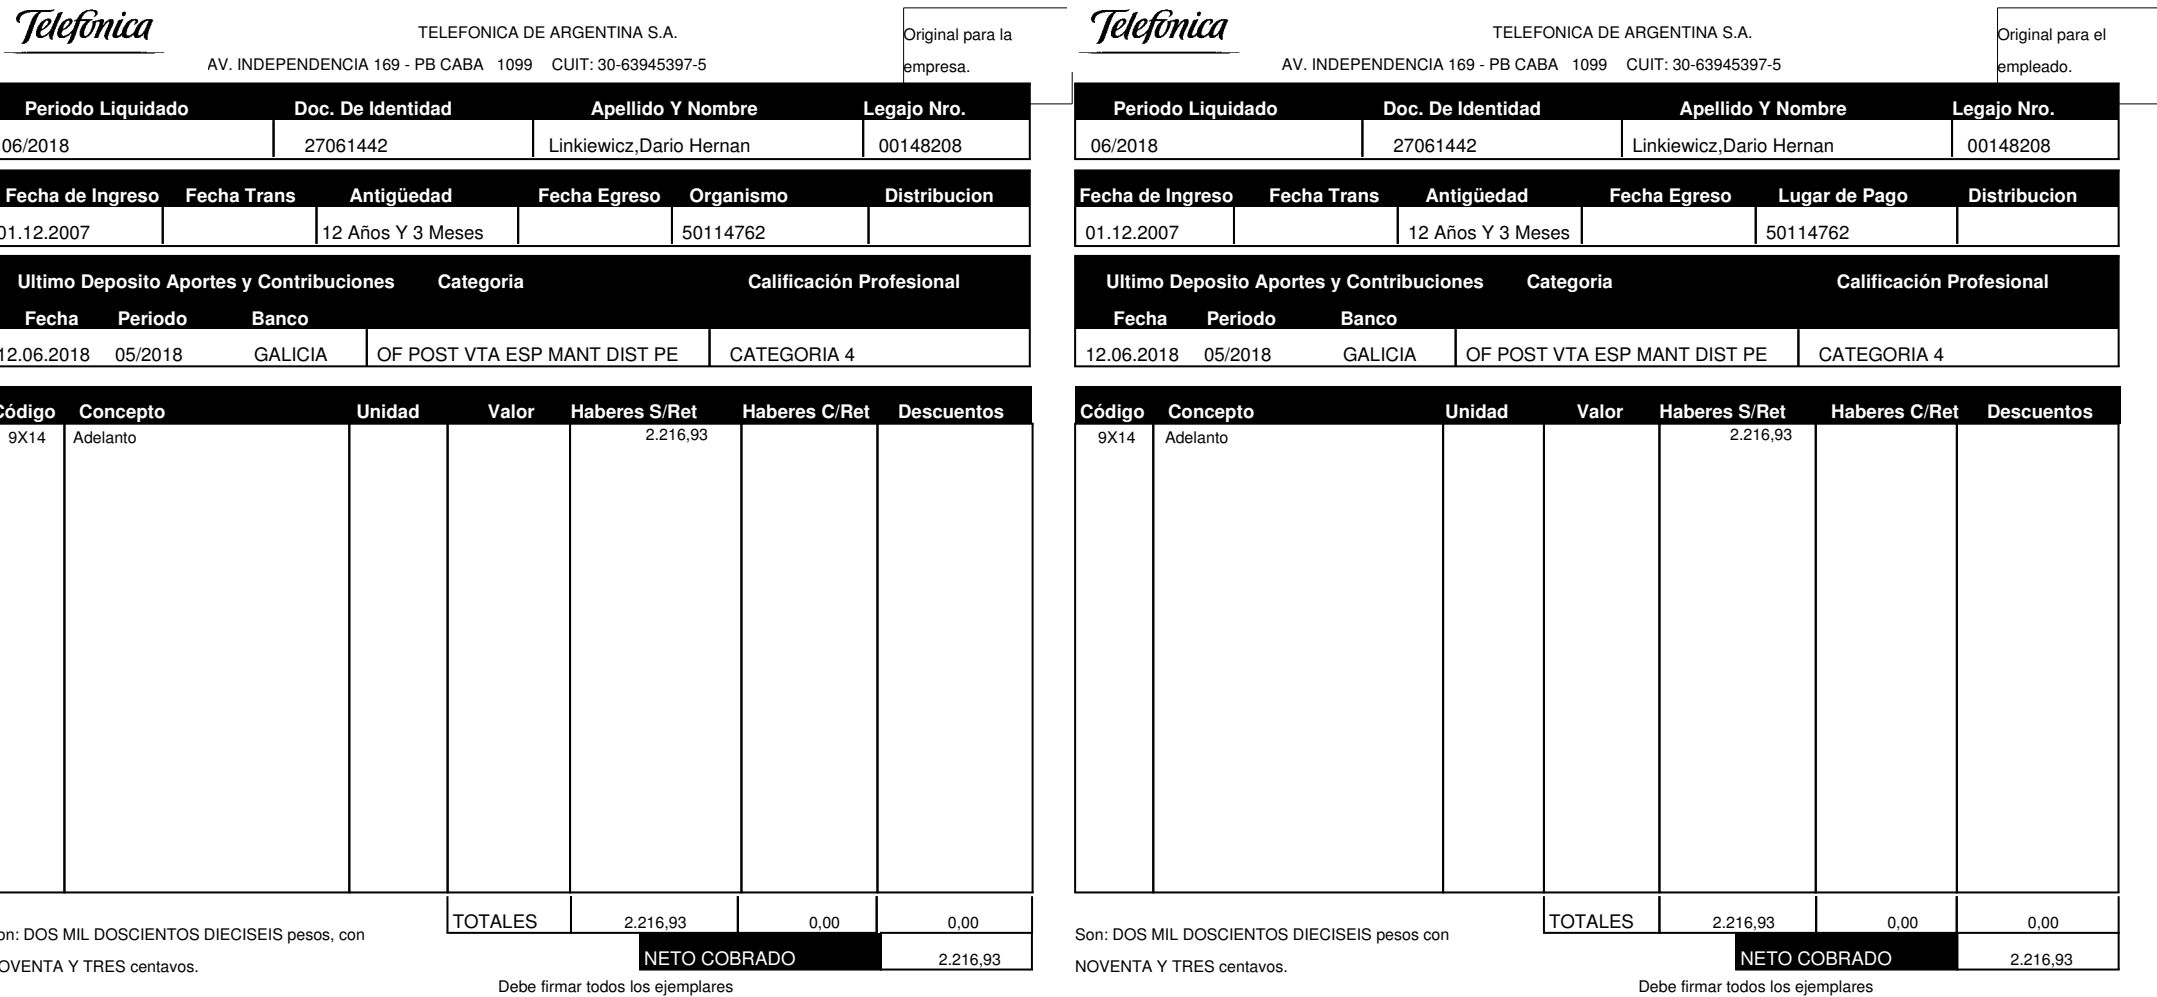 Telefónica
TELEFONICA DE ARGENTINA S.A.
AV. INDEPENDENCIA 169 - PB CABA 1099 CUIT: 30-63945397-5
Original para la
empresa.
Periodo Liquidado Doc. De Identidad Apellido Y Nombre Legajo Nro.
06/2018 27061442 Linkiewicz,Dario Hernan 00148208
Fecha de Ingreso Fecha Trans Antigüedad Fecha Egreso Organismo Distribucion
01.12.2007 12 Años Y 3 Meses 50114762
Ultimo Deposito Aportes y Contribuciones Categoria Calificación Profesional
Fecha Periodo Banco
12.06.2018 05/2018 GALICIA OF POST VTA ESP MANT DIST PE CATEGORIA 4
Código Concepto Unidad Valor Haberes S/Ret Haberes C/Ret Descuentos
9X14 Adelanto 2.216,93
TOTALES 2.216,93 0,00 0,00
on: DOS MIL DOSCIENTOS DIECISEIS pesos, con
OVENTA Y TRES centavos.
NETO COBRADO 2.216,93
Debe firmar todos los ejemplares
Telefónica
TELEFONICA DE ARGENTINA S.A.
AV. INDEPENDENCIA 169 - PB CABA 1099 CUIT: 30-63945397-5
Original para el
empleado.
Periodo Liquidado Doc. De Identidad Apellido Y Nombre Legajo Nro.
06/2018 27061442 Linkiewicz,Dario Hernan 00148208
Fecha de Ingreso Fecha Trans Antigüedad Fecha Egreso Lugar de Pago Distribucion
01.12.2007 12 Años Y 3 Meses 50114762
Ultimo Deposito Aportes y Contribuciones Categoria Calificación Profesional
Fecha Periodo Banco
12.06.2018 05/2018 GALICIA OF POST VTA ESP MANT DIST PE CATEGORIA 4
Código Concepto Unidad Valor Haberes S/Ret Haberes C/Ret Descuentos
9X14 Adelanto 2.216,93
TOTALES 2.216,93 0,00 0,00
Son: DOS MIL DOSCIENTOS DIECISEIS pesos con
NOVENTA Y TRES centavos.
NETO COBRADO 2.216,93
Debe firmar todos los ejemplares